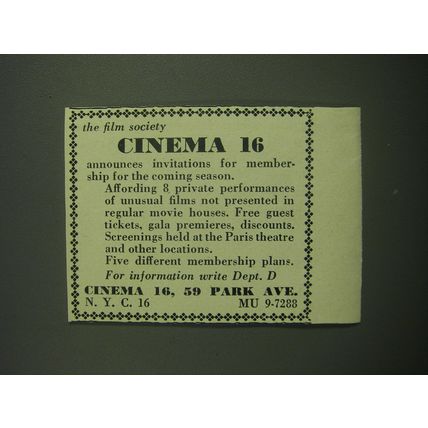 the film society
CINEMA 16
announces invitations for member-
ship for the coming season.
Affording 8 private performances
of unusual films not presented in
regular movie houses. Free guest
tickets, gala premieres, discounts.
Screenings held at the Paris theatre
and other locations.
Five different membership plans.
For information write Dept. D
CINEMA 16, 59 PARK AVE.
N. Y. C. 16 MU 9-7288